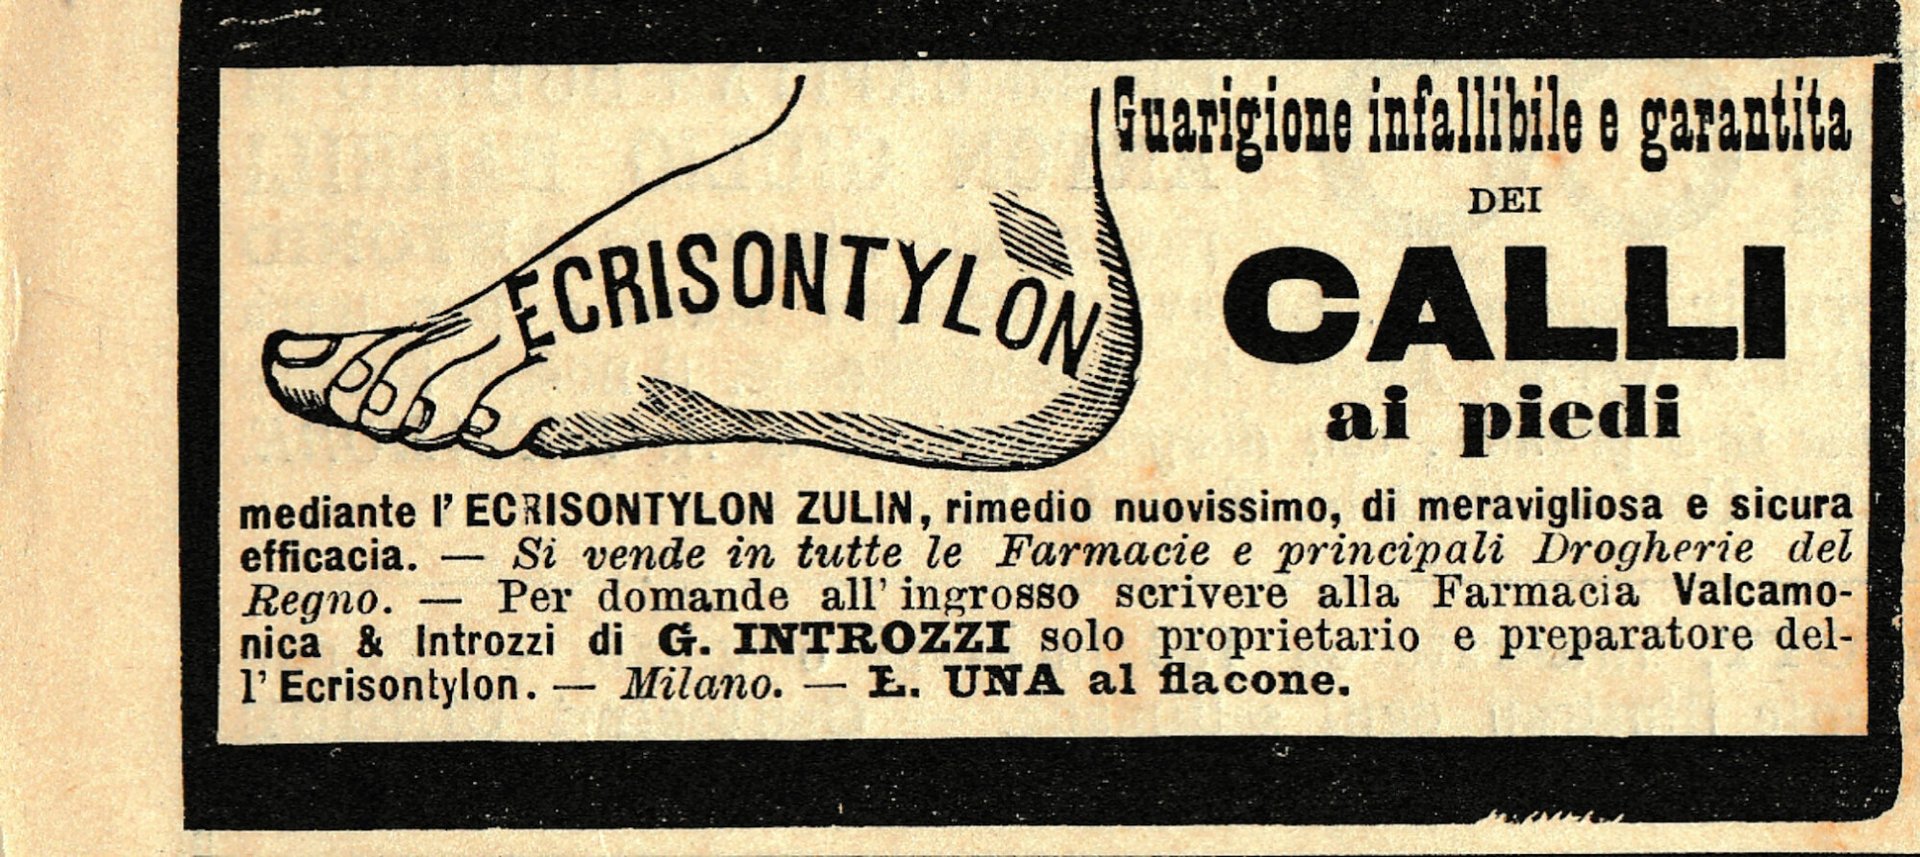 Guarigione infallibile e garantita
DEI
CALLI
ai piedi
ECRISONTYLON
mediante l' ECRISONTYLON ZULIN, rimedio nuovissimo, di meravigliosa e sicura
efficacia. — Si vende in tutte le Farmacie e principali Drogherie del
Regno. — Per domande all' ingrosso scrivere alla Farmacia Valcamo-
nica & Introzzi di G. INTROZZI solo proprietario e preparatore del-
l' Ecrisontylon. — Milano. — L. UNA al flacone.